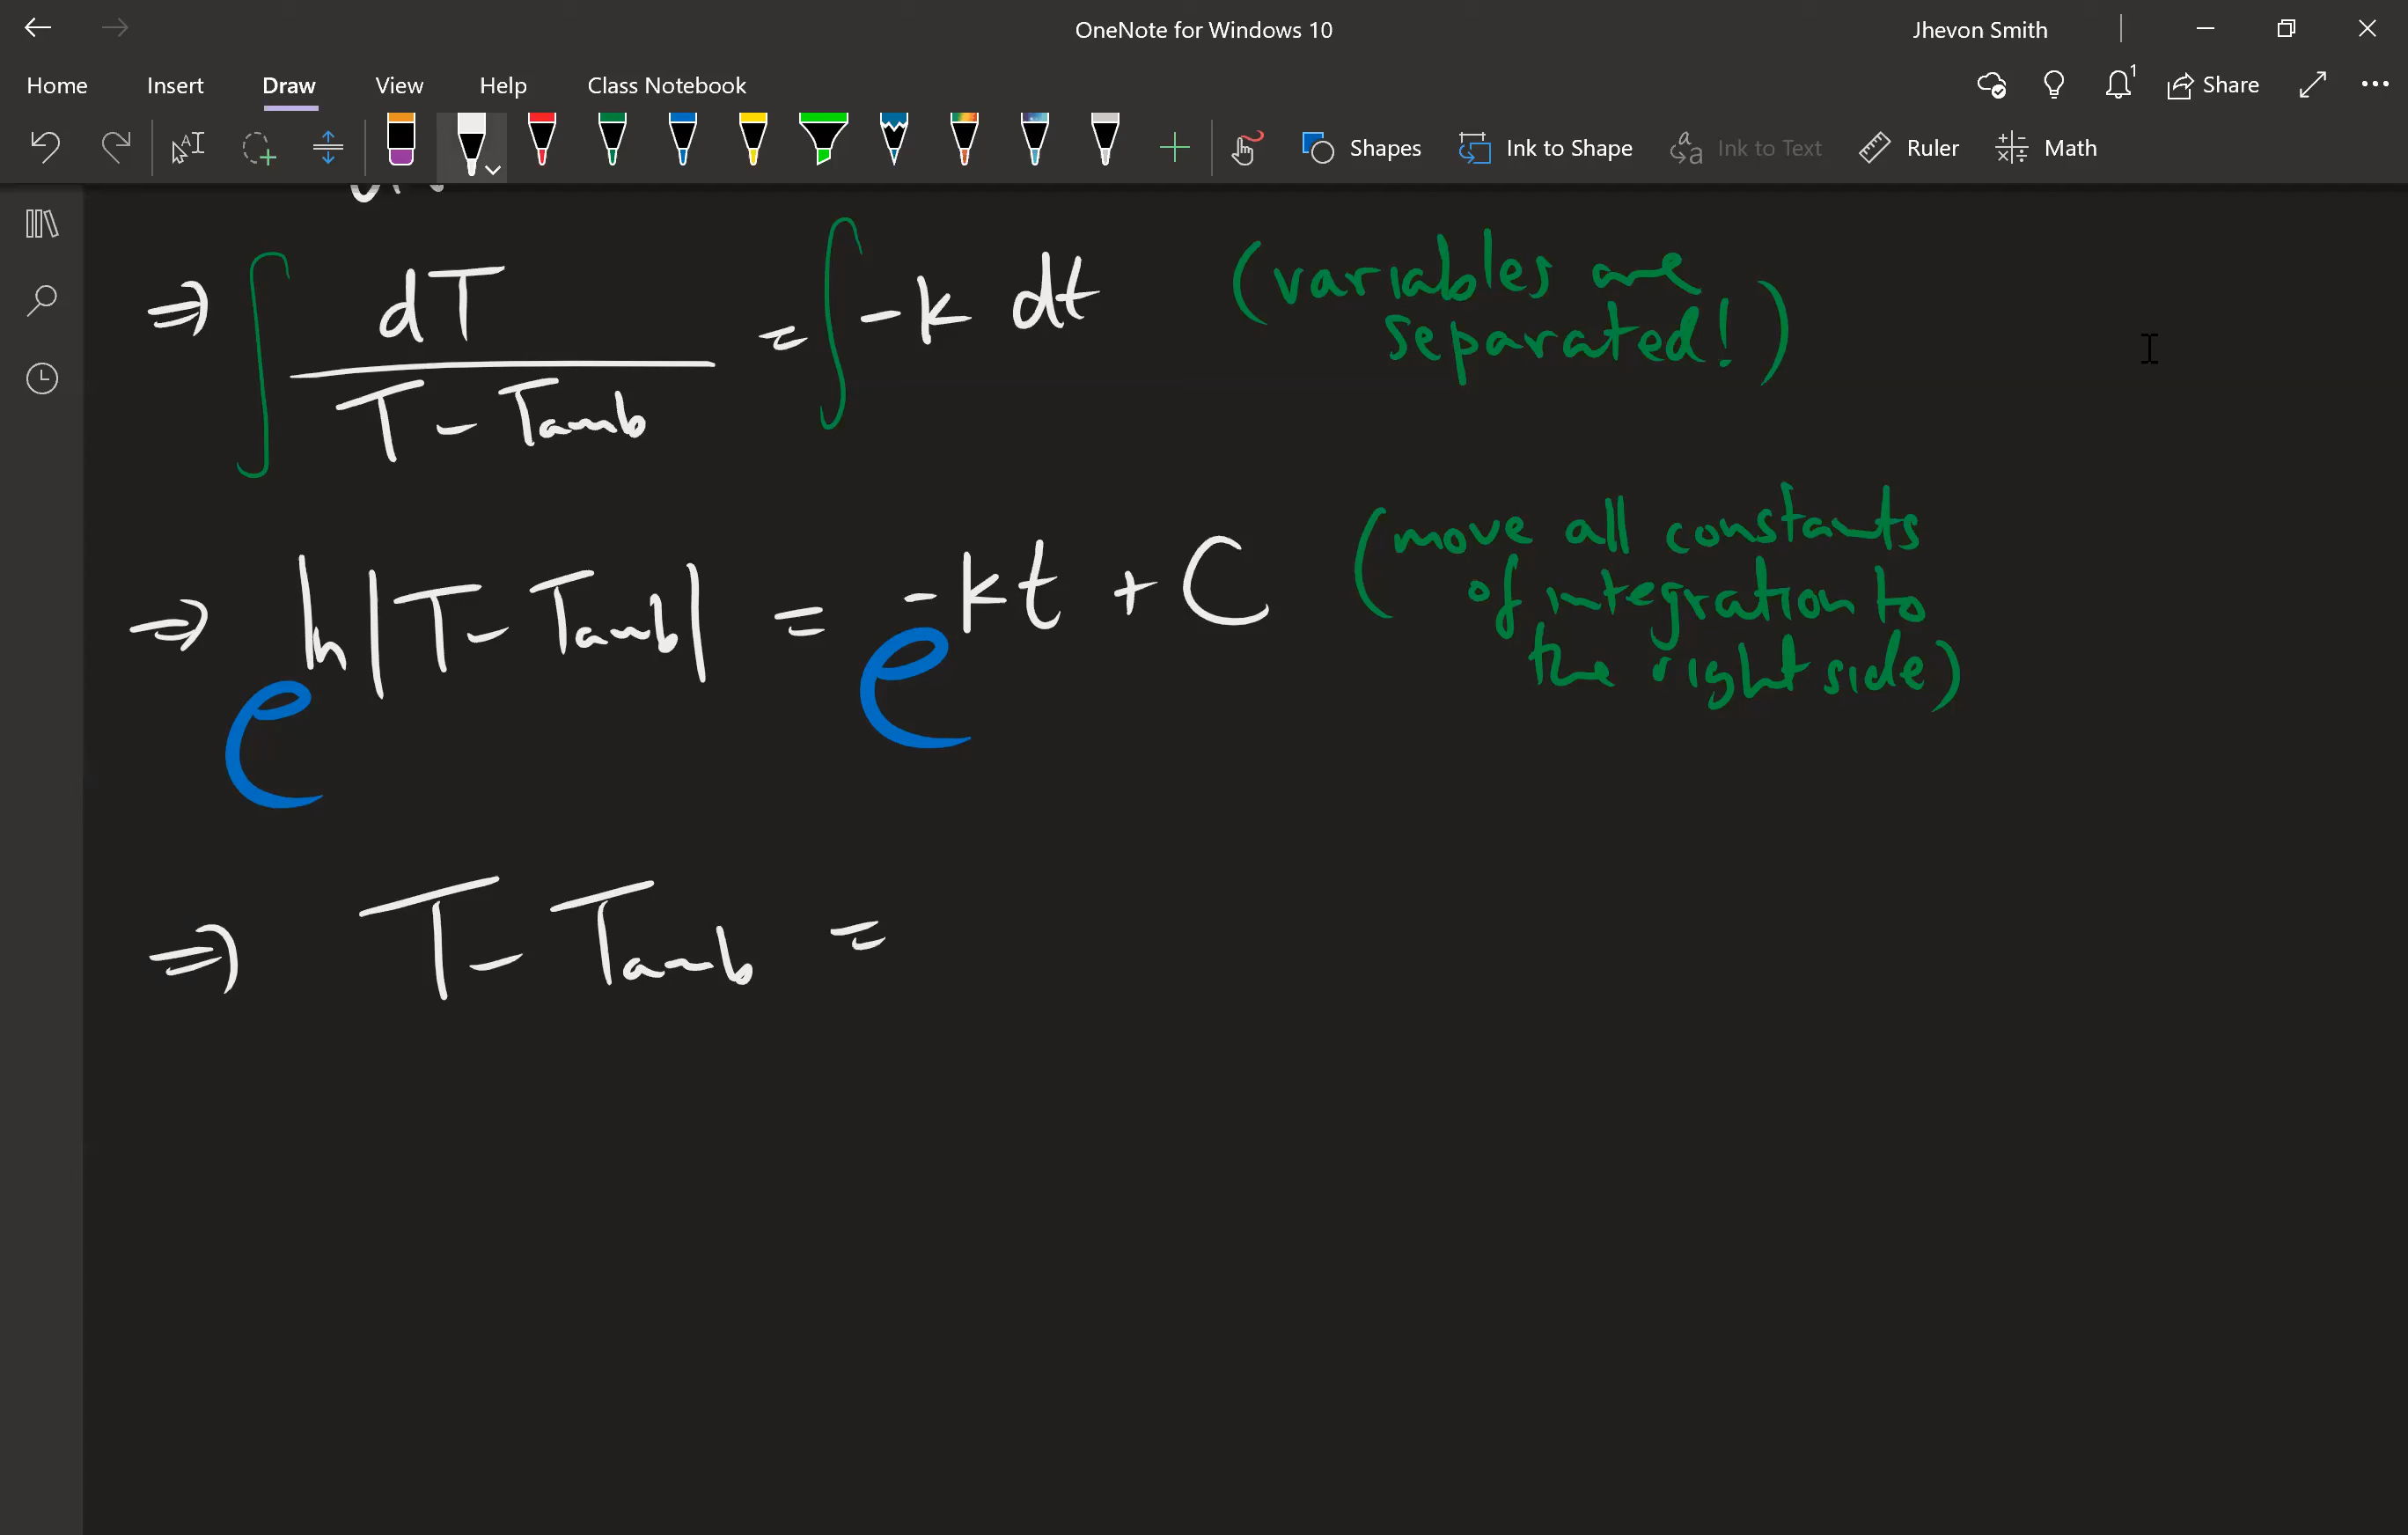 OneNote for Windows 10
Jhevon Smith
Home Insert Draw View Help Class Notebook
1
Share
Shapes Ink to Shape Ink to Text Ruler Math
⇒ ∫ dT / (T - Tamb) = ∫ -k dt
(variables are
separated!)
⇒ ln|T - Tamb| = -kt + C
e e
(move all constants
of integration to
the right side)
⇒ T - Tamb =